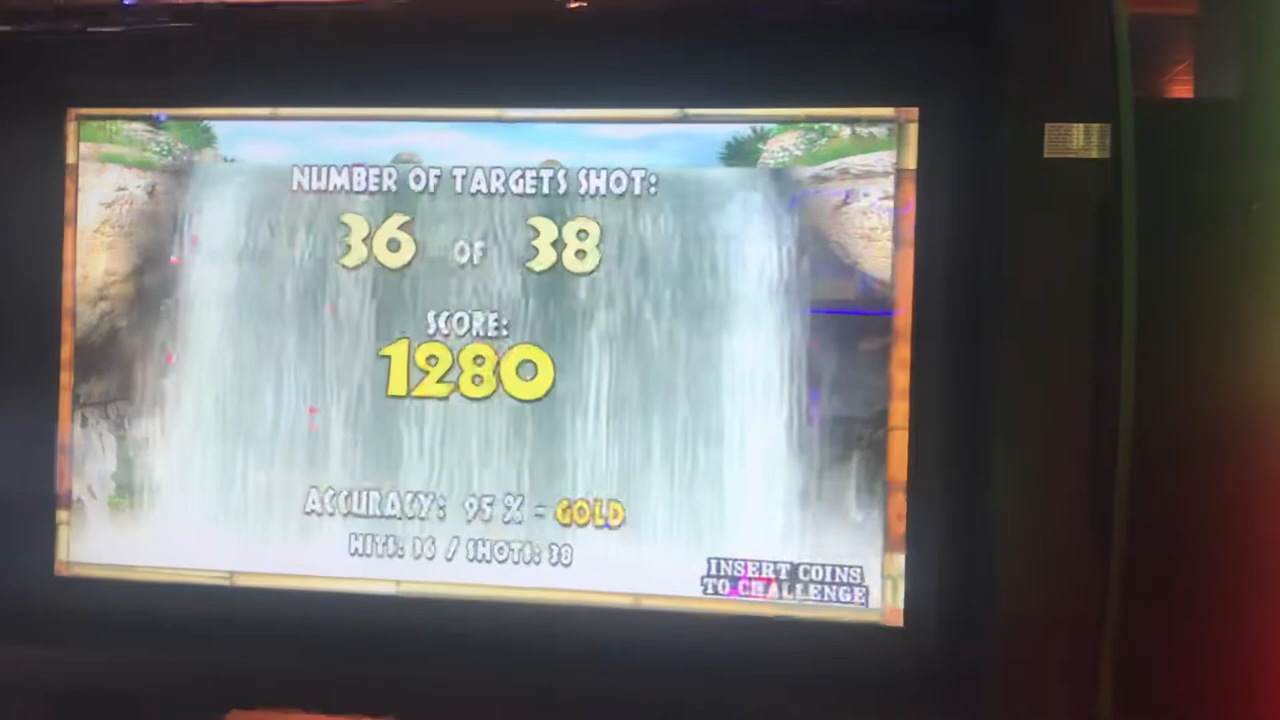 NUMBER OF TARGETS SHOT:
36 OF 38
SCORE:
1280
ACCURACY: 95 % = GOLD
HITS: 36 / SHOTS: 38
INSERT COINS
TO CHALLENGE